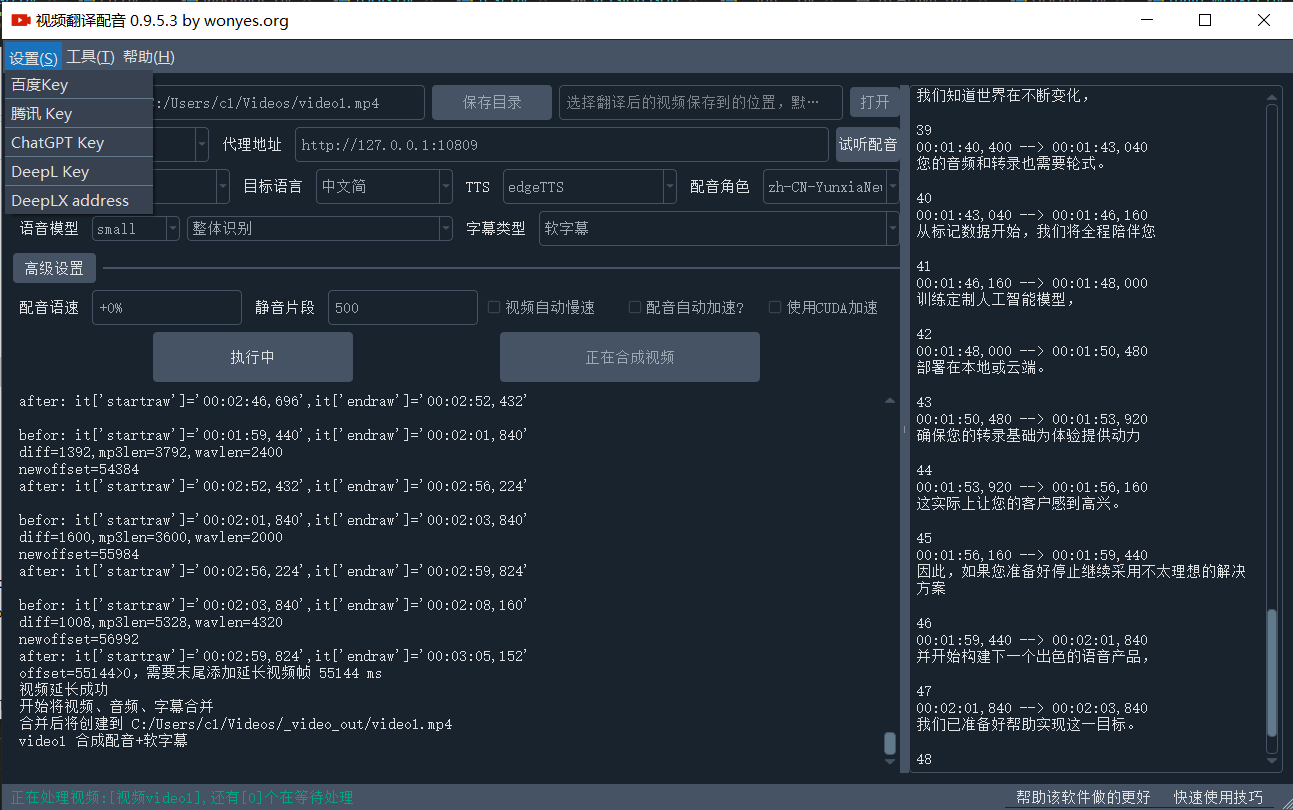 视频翻译配音 0.9.5.3 by wonyes.org
设置(S) 工具(T) 帮助(H)
百度Key
腾讯 Key
ChatGPT Key
DeepL Key
DeepLX address
:/Users/c1/Videos/video1.mp4
保存目录
选择翻译后的视频保存到的位置，默…
打开
代理地址
http://127.0.0.1:10809
试听配音
目标语言
中文简
TTS
edgeTTS
配音角色
zh-CN-YunxiaNeu
语音模型
small
整体识别
字幕类型
软字幕
高级设置
配音语速
+0%
静音片段
500
视频自动慢速
配音自动加速?
使用CUDA加速
执行中
正在合成视频
after: it['startraw']='00:02:46,696',it['endraw']='00:02:52,432'
befor: it['startraw']='00:01:59,440',it['endraw']='00:02:01,840'
diff=1392,mp3len=3792,wavlen=2400
newoffset=54384
after: it['startraw']='00:02:52,432',it['endraw']='00:02:56,224'
befor: it['startraw']='00:02:01,840',it['endraw']='00:02:03,840'
diff=1600,mp3len=3600,wavlen=2000
newoffset=55984
after: it['startraw']='00:02:56,224',it['endraw']='00:02:59,824'
befor: it['startraw']='00:02:03,840',it['endraw']='00:02:08,160'
diff=1008,mp3len=5328,wavlen=4320
newoffset=56992
after: it['startraw']='00:02:59,824',it['endraw']='00:03:05,152'
offset=55144>0，需要末尾添加延长视频帧 55144 ms
视频延长成功
开始将视频、音频、字幕合并
合并后将创建到 C:/Users/c1/Videos/_video_out/video1.mp4
video1 合成配音+软字幕
我们知道世界在不断变化，
39
00:01:40,400 --> 00:01:43,040
您的音频和转录也需要轮式。
40
00:01:43,040 --> 00:01:46,160
从标记数据开始，我们将全程陪伴您
41
00:01:46,160 --> 00:01:48,000
训练定制人工智能模型，
42
00:01:48,000 --> 00:01:50,480
部署在本地或云端。
43
00:01:50,480 --> 00:01:53,920
确保您的转录基础为体验提供动力
44
00:01:53,920 --> 00:01:56,160
这实际上让您的客户感到高兴。
45
00:01:56,160 --> 00:01:59,440
因此，如果您准备好停止继续采用不太理想的解决
方案
46
00:01:59,440 --> 00:02:01,840
并开始构建下一个出色的语音产品，
47
00:02:01,840 --> 00:02:03,840
我们已准备好帮助实现这一目标。
48
正在处理视频:[视频video1],还有[0]个在等待处理
帮助该软件做的更好
快速使用技巧